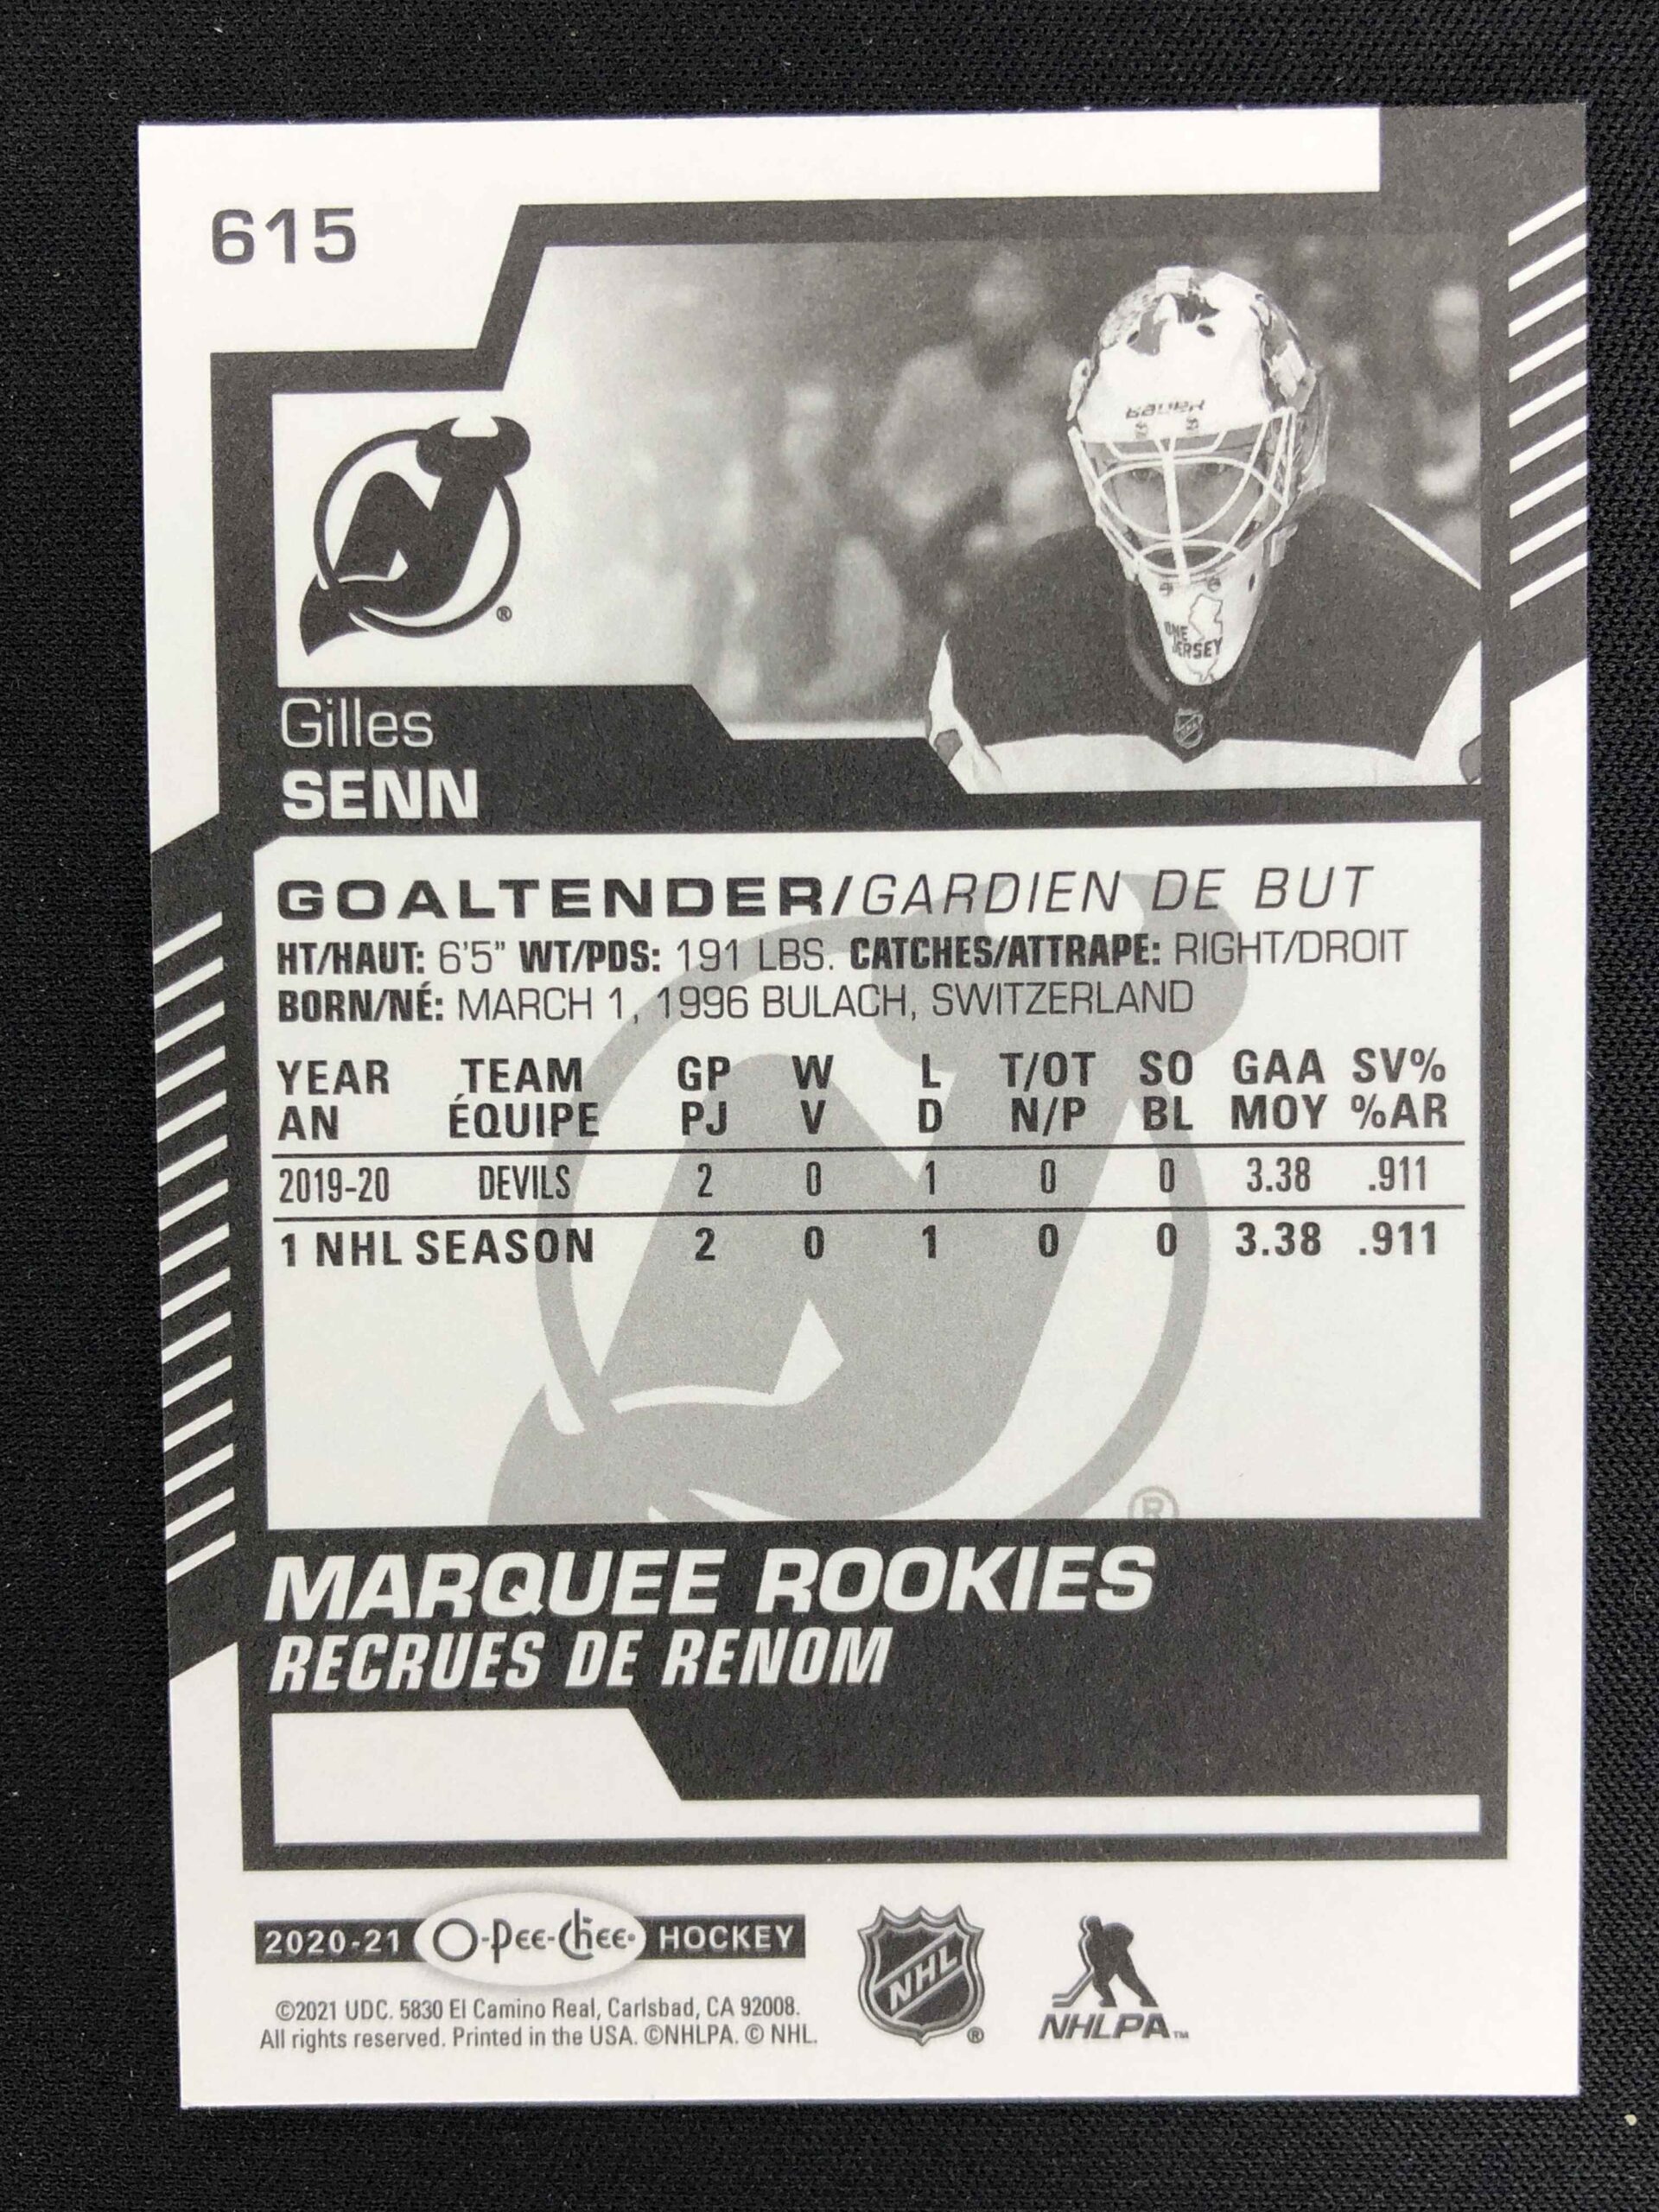 615
Bauer
ONE
JERSEY
®
Gilles
SENN
GOALTENDER/GARDIEN DE BUT
HT/HAUT: 6'5" WT/PDS: 191 LBS. CATCHES/ATTRAPE: RIGHT/DROIT
BORN/NÉ: MARCH 1, 1996 BULACH, SWITZERLAND
YEAR TEAM GP W L T/OT SO GAA SV%
AN ÉQUIPE PJ V D N/P BL MOY %AR
2019-20 DEVILS 2 0 1 0 0 3.38 .911
1 NHL SEASON 2 0 1 0 0 3.38 .911
®
MARQUEE ROOKIES
RECRUES DE RENOM
2020-21 O-Pee-Chee HOCKEY
NHL ®
NHLPA™
©2021 UDC. 5830 El Camino Real, Carlsbad, CA 92008.
All rights reserved. Printed in the USA. ©NHLPA. © NHL.